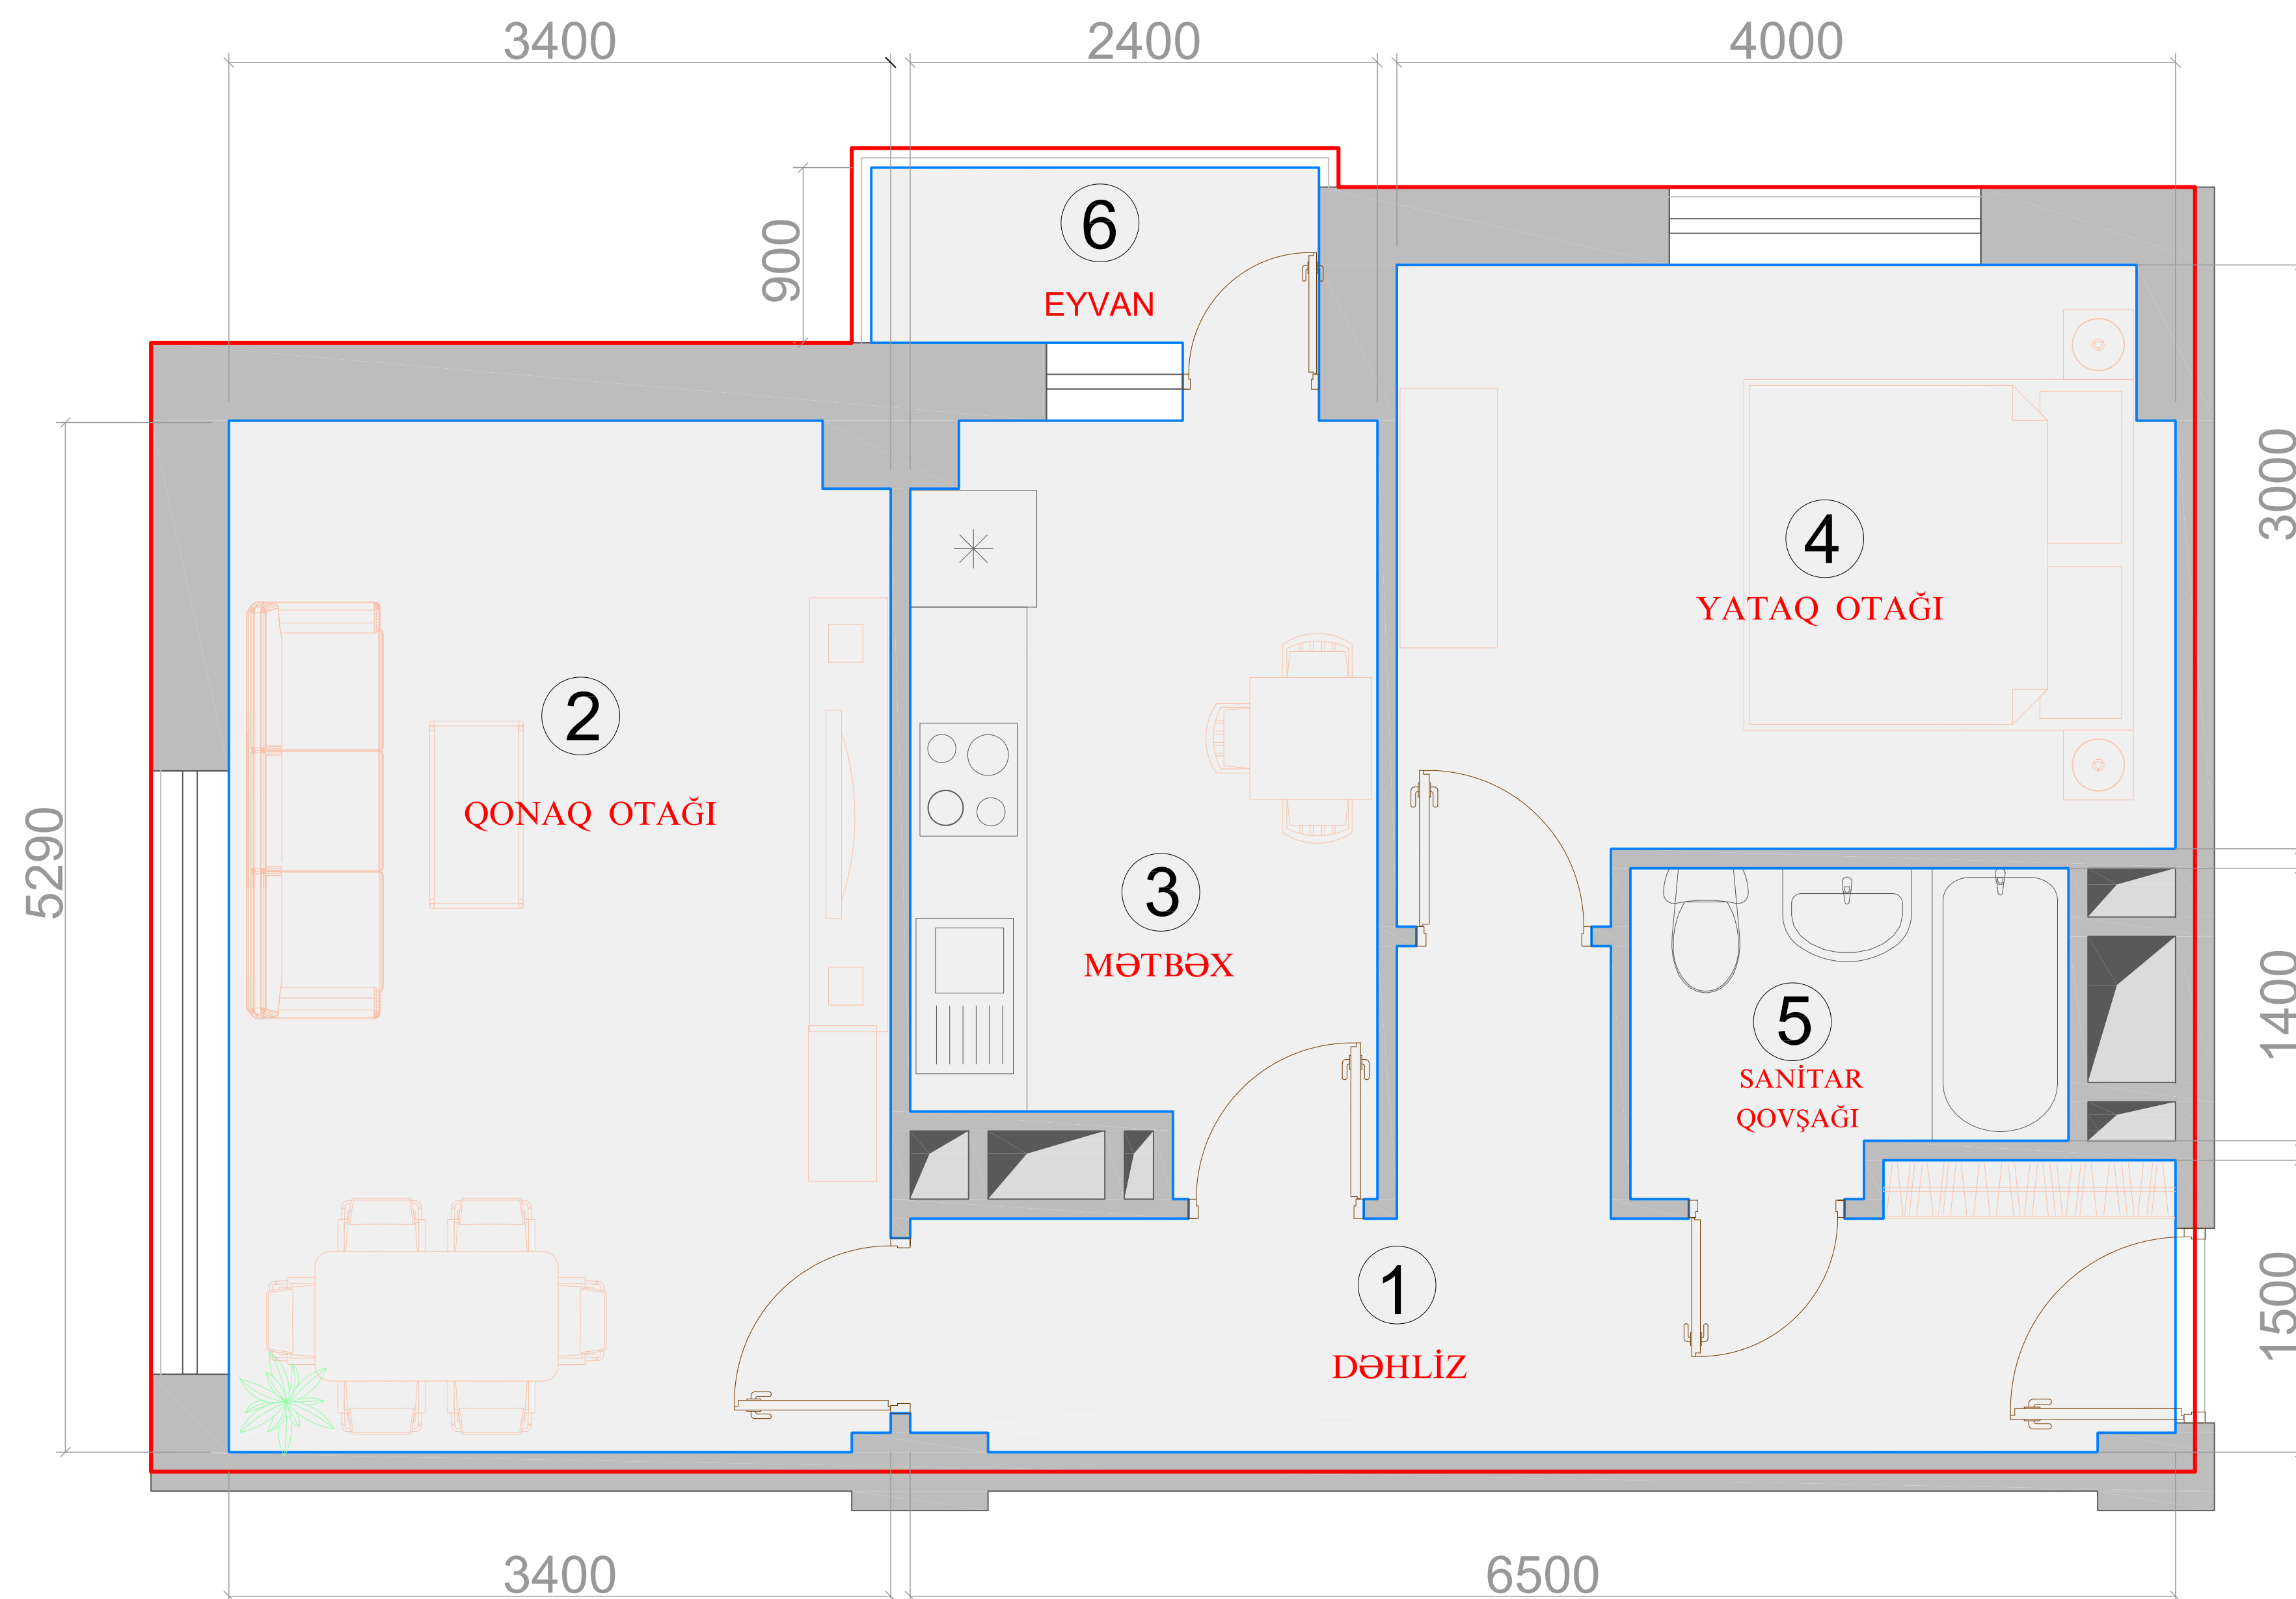 3400
2400
4000
6
EYVAN
900
3000
4
YATAQ OTAĞI
2
QONAQ OTAĞI
5290
3
MƏTBƏX
5
SANİTAR
QOVŞAĞI
1400
1
DƏHLİZ
1500
3400
6500